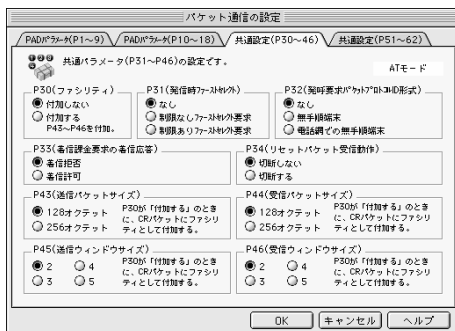 パケット通信の設定
PADパラメータ(P1〜9)
PADパラメータ(P10〜18)
共通設定(P30〜46)
共通設定(P51〜62)
共通パラメータ(P31〜P46)の設定です。
ATモード
P30(ファシリティ)
付加しない
付加する
P43〜P46を付加。
P31(発信時ファーストセレクト)
なし
制限なしファーストセレクト要求
制限ありファーストセレクト要求
P32(発呼要求パケットプロトコルID形式)
なし
無手順端末
電話網での無手順端末
P33(着信課金要求の着信応答)
着信拒否
着信許可
P34(リセットパケット受信動作)
切断しない
切断する
P43(送信パケットサイズ)
128オクテット
256オクテット
P30が「付加する」のとき
に、CRパケットにファシリ
ティとして付加する。
P44(受信パケットサイズ)
128オクテット
256オクテット
P30が「付加する」のとき
に、CRパケットにファシリ
ティとして付加する。
P45(送信ウィンドウサイズ)
2 4
3 5
P30が「付加する」のとき
に、CRパケットにファシリ
ティとして付加する。
P46(受信ウィンドウサイズ)
2 4
3 5
P30が「付加する」のとき
に、CRパケットにファシリ
ティとして付加する。
OK
キャンセル
ヘルプ